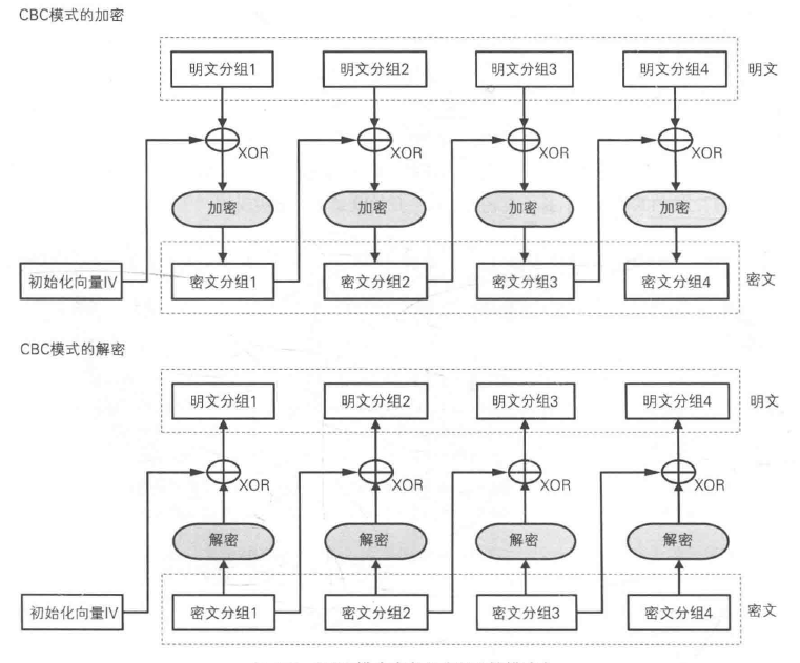 CBC模式的加密
明文分组1 明文分组2 明文分组3 明文分组4 明文
XOR XOR XOR XOR
加密 加密 加密 加密
初始化向量IV 密文分组1 密文分组2 密文分组3 密文分组4 密文
CBC模式的解密
明文分组1 明文分组2 明文分组3 明文分组4 明文
XOR XOR XOR XOR
解密 解密 解密 解密
初始化向量IV 密文分组1 密文分组2 密文分组3 密文分组4 密文